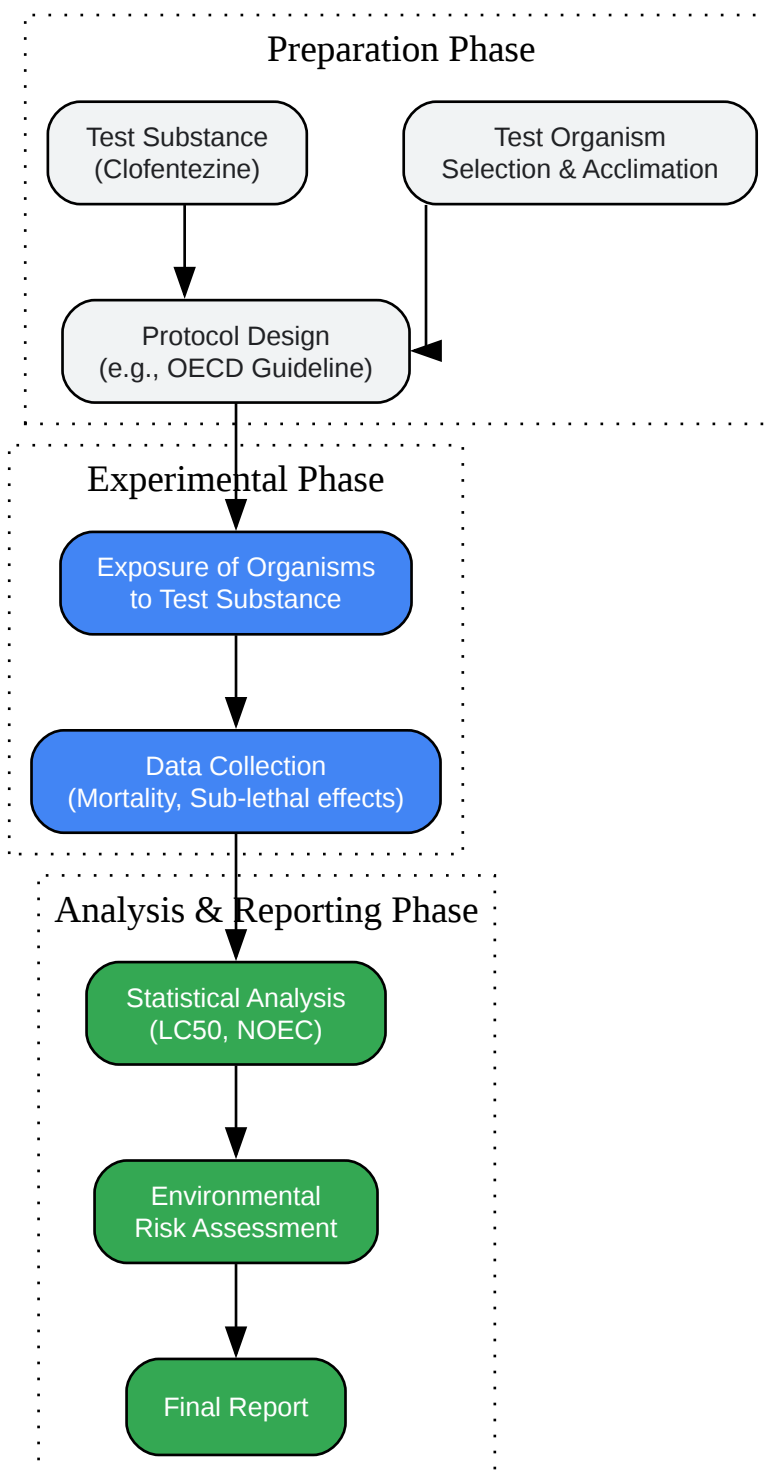 Preparation Phase
Test Substance
(Clofentezine)
Test Organism
Selection & Acclimation
Protocol Design
(e.g., OECD Guideline)
Experimental Phase
Exposure of Organisms
to Test Substance
Data Collection
(Mortality, Sub-lethal effects)
Analysis & Reporting Phase
Statistical Analysis
(LC50, NOEC)
Environmental
Risk Assessment
Final Report